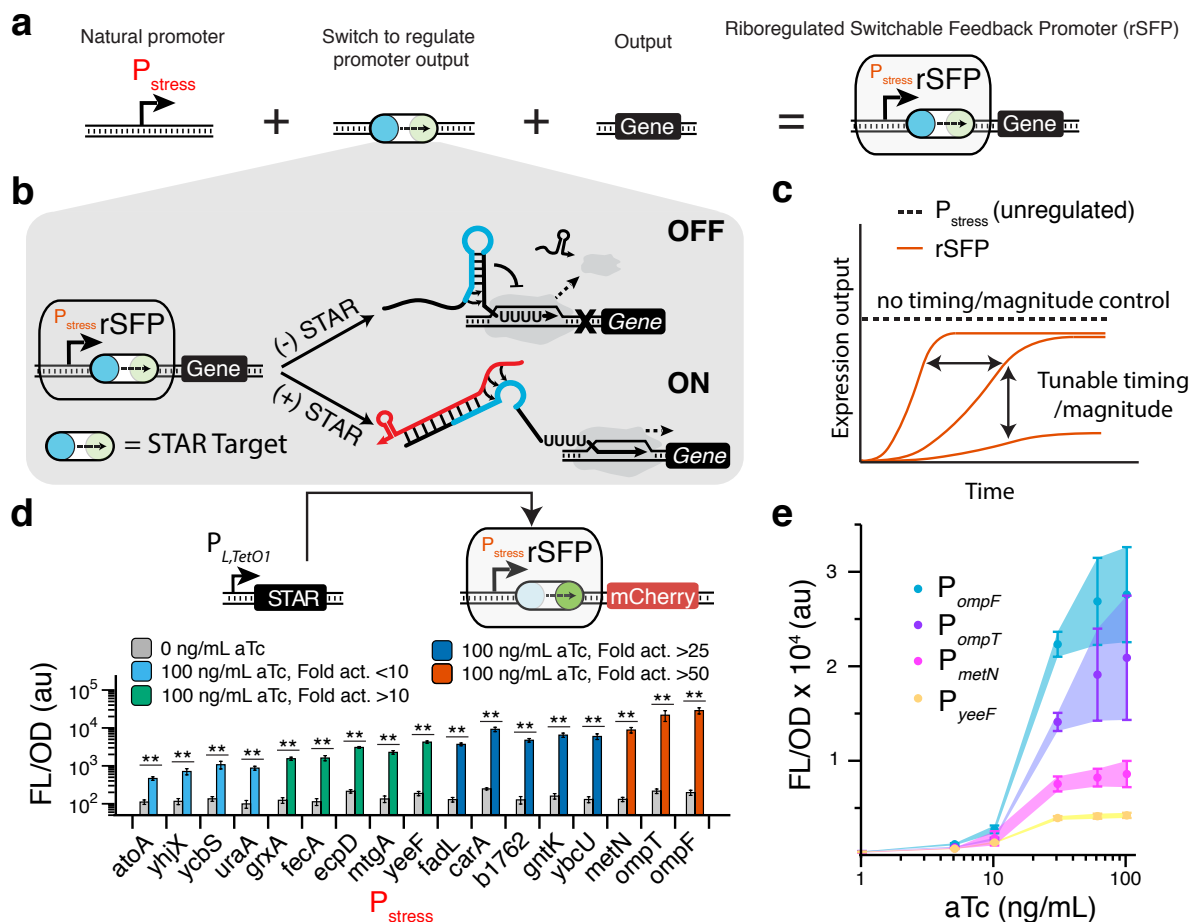 a
Natural promoter
P stress
+
Switch to regulate
promoter output
+
Output
Gene
=
Riboregulated Switchable Feedback Promoter (rSFP)
P stress rSFP
Gene
b
P stress rSFP
Gene
= STAR Target
(-) STAR
(+) STAR
OFF
UUUU
X
Gene
ON
UUUU
Gene
c
P stress (unregulated)
rSFP
no timing/magnitude control
Tunable timing
/magnitude
Expression output
Time
d
P L,TetO1
STAR
P stress rSFP
mCherry
0 ng/mL aTc
100 ng/mL aTc, Fold act. <10
100 ng/mL aTc, Fold act. >10
100 ng/mL aTc, Fold act. >25
100 ng/mL aTc, Fold act. >50
FL/OD (au)
10^5
10^4
10^3
10^2
** ** ** ** ** ** ** ** ** ** ** ** ** ** ** ** **
atoA yhjX ycbS uraA grxA fecA ecpD mtgA yeeF fadL carA b1762 gntK ybcU metN ompT ompF
P stress
e
FL/OD x 10^4 (au)
3
2
1
P ompF
P ompT
P metN
P yeeF
1 10 100
aTc (ng/mL)